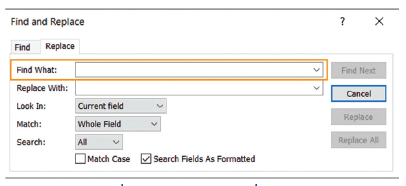 Find and Replace ? ×
Find Replace
Find What: Find Next
Cancel
Replace With:
Look In: Current field
Replace
Match: Whole Field
Search: All Replace All
Match Case Search Fields As Formatted